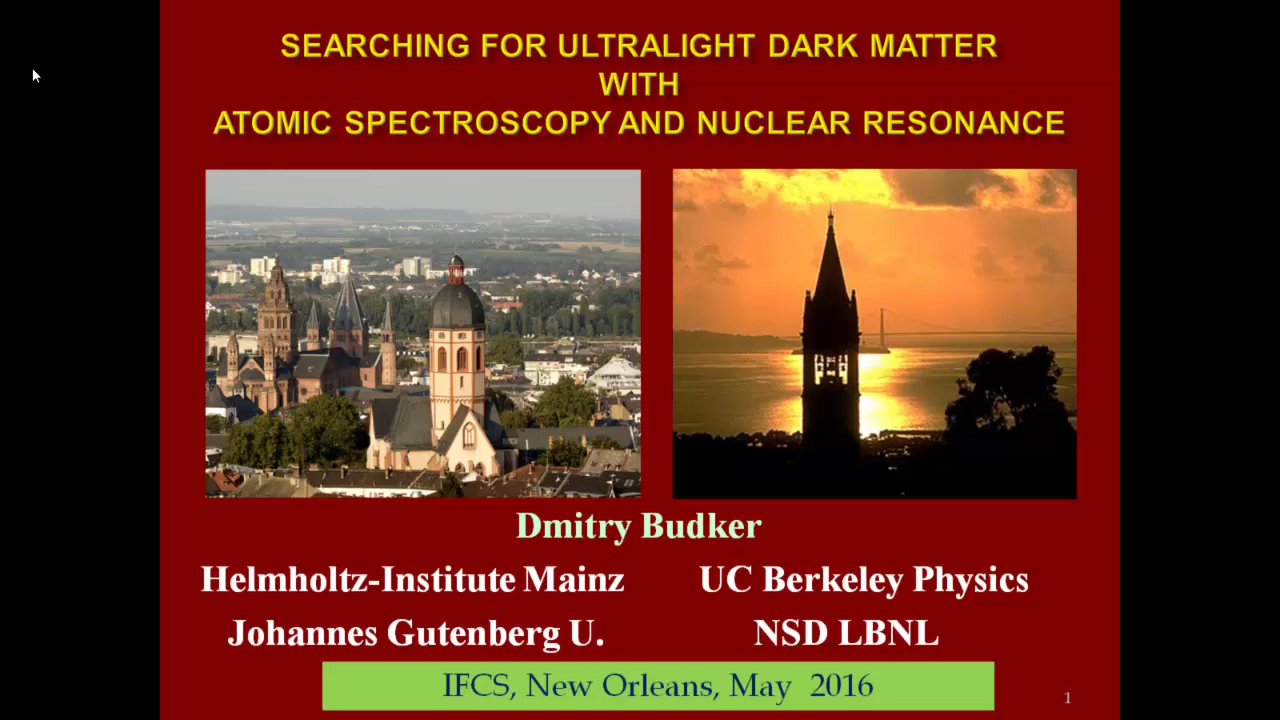 SEARCHING FOR ULTRALIGHT DARK MATTER
WITH
ATOMIC SPECTROSCOPY AND NUCLEAR RESONANCE
Dmitry Budker
Helmholtz-Institute Mainz
UC Berkeley Physics
Johannes Gutenberg U.
NSD LBNL
IFCS, New Orleans, May 2016
1